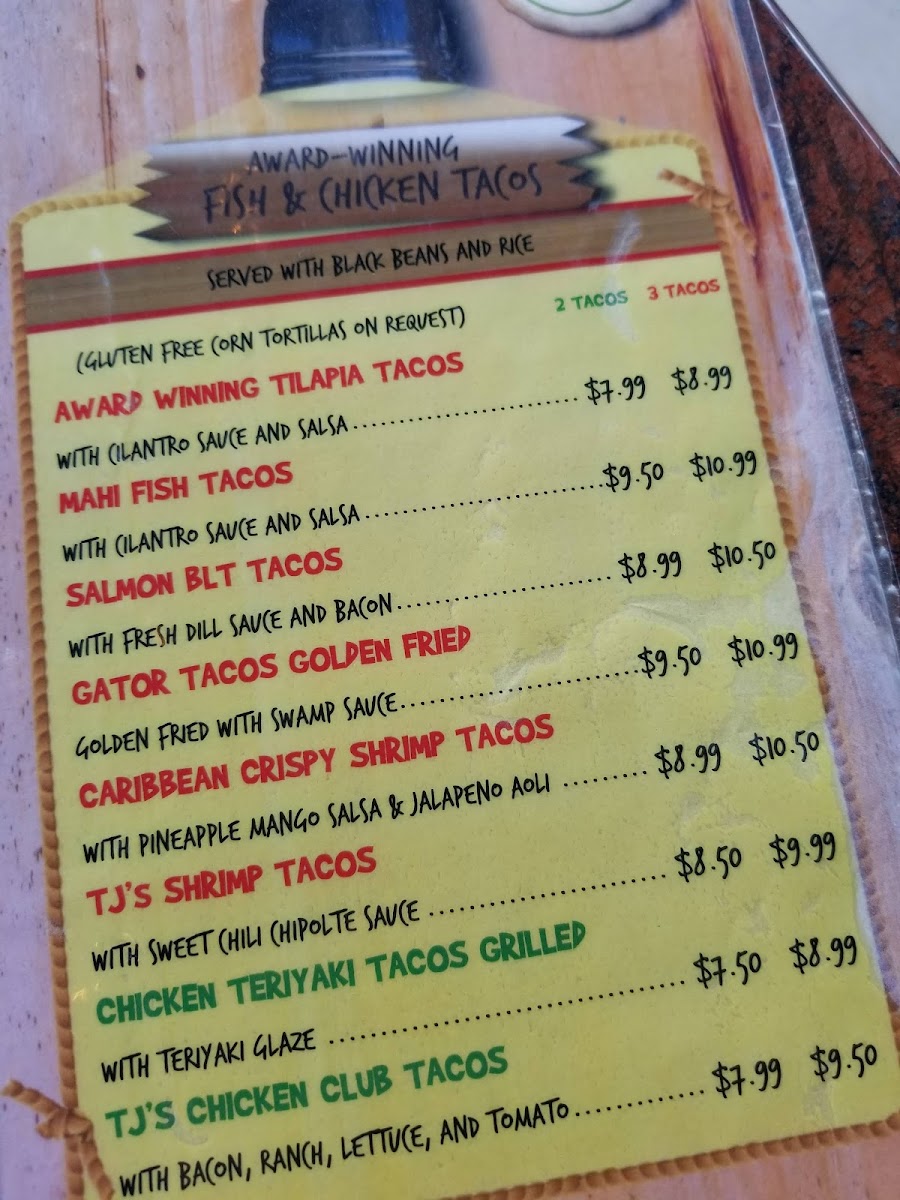 AWARD-WINNING
FISH & CHICKEN TACOS
SERVED WITH BLACK BEANS AND RICE
(GLUTEN FREE CORN TORTILLAS ON REQUEST) 2 TACOS 3 TACOS
AWARD WINNING TILAPIA TACOS
WITH CILANTRO SAUCE AND SALSA.......................... $7.99 $8.99
MAHI FISH TACOS
WITH CILANTRO SAUCE AND SALSA.......................... $9.50 $10.99
SALMON BLT TACOS
WITH FRESH DILL SAUCE AND BACON........................ $8.99 $10.50
GATOR TACOS GOLDEN FRIED
GOLDEN FRIED WITH SWAMP SAUCE.......................... $9.50 $10.99
CARIBBEAN CRISPY SHRIMP TACOS
WITH PINEAPPLE MANGO SALSA & JALAPENO AOLI ......... $8.99 $10.50
TJ'S SHRIMP TACOS
WITH SWEET CHILI CHIPOLTE SAUCE .......................... $8.50 $9.99
CHICKEN TERIYAKI TACOS GRILLED
WITH TERIYAKI GLAZE ....................................... $7.50 $8.99
TJ'S CHICKEN CLUB TACOS
WITH BACON, RANCH, LETTUCE, AND TOMATO.............. $7.99 $9.50